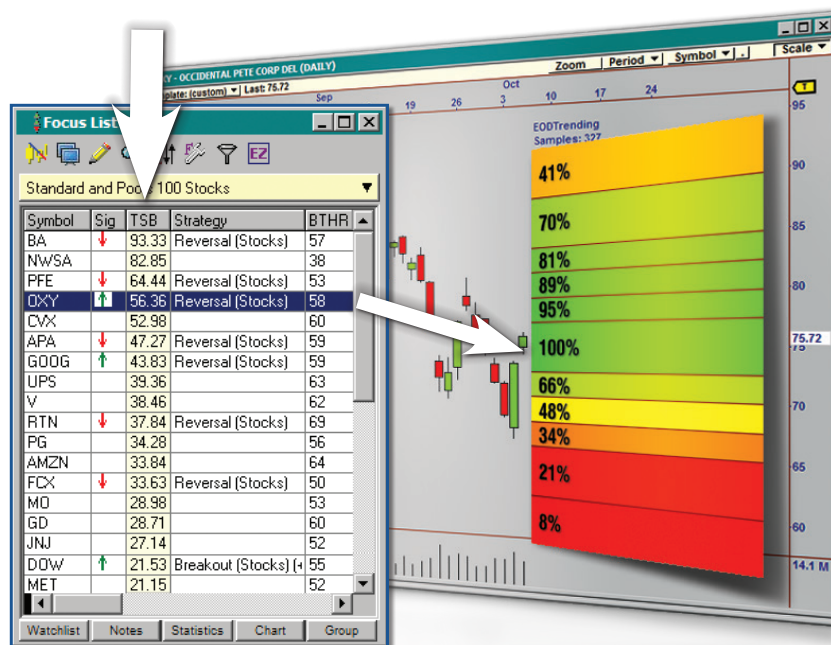 XY - OCCIDENTAL PETE CORP DEL (DAILY)
Zoom Period Symbol . Scale
plate: (custom) Last: 75.72
Sep 19 26 Oct 3 10 17 24
T
95
90
85
80
75.72
75
70
65
60
14.1 M
EODTrending
Samples: 327
41%
70%
81%
89%
95%
100%
66%
48%
34%
21%
8%
Focus List
EZ
Standard and Poors 100 Stocks
Symbol Sig TSB Strategy BTHR
BA 93.33 Reversal (Stocks) 57
NWSA 82.85 38
PFE 64.44 Reversal (Stocks) 53
OXY 56.36 Reversal (Stocks) 58
CVX 52.98 60
APA 47.27 Reversal (Stocks) 59
GOOG 43.83 Reversal (Stocks) 59
UPS 39.36 63
V 38.46 62
RTN 37.84 Reversal (Stocks) 69
PG 34.28 56
AMZN 33.84 64
FCX 33.63 Reversal (Stocks) 50
MO 28.98 53
GD 28.71 60
JNJ 27.14 52
DOW 21.53 Breakout (Stocks) (+ 55
MET 21.15 52
Watchlist Notes Statistics Chart Group